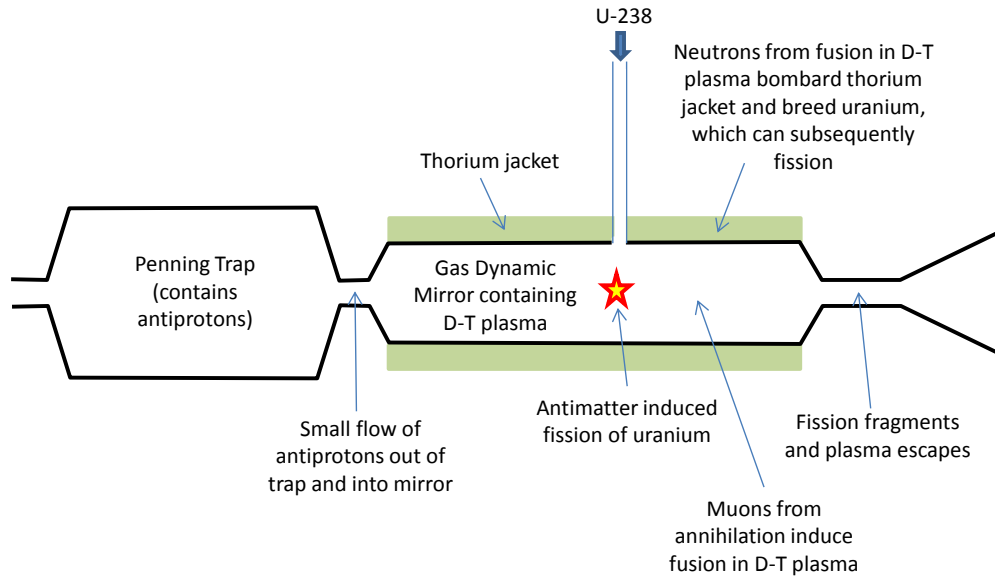 U-238
Neutrons from fusion in D-T
plasma bombard thorium
jacket and breed uranium,
which can subsequently
fission
Thorium jacket
Penning Trap
(contains
antiprotons)
Gas Dynamic
Mirror containing
D-T plasma
Small flow of
antiprotons out of
trap and into mirror
Antimatter induced
fission of uranium
Fission fragments
and plasma escapes
Muons from
annihilation induce
fusion in D-T plasma